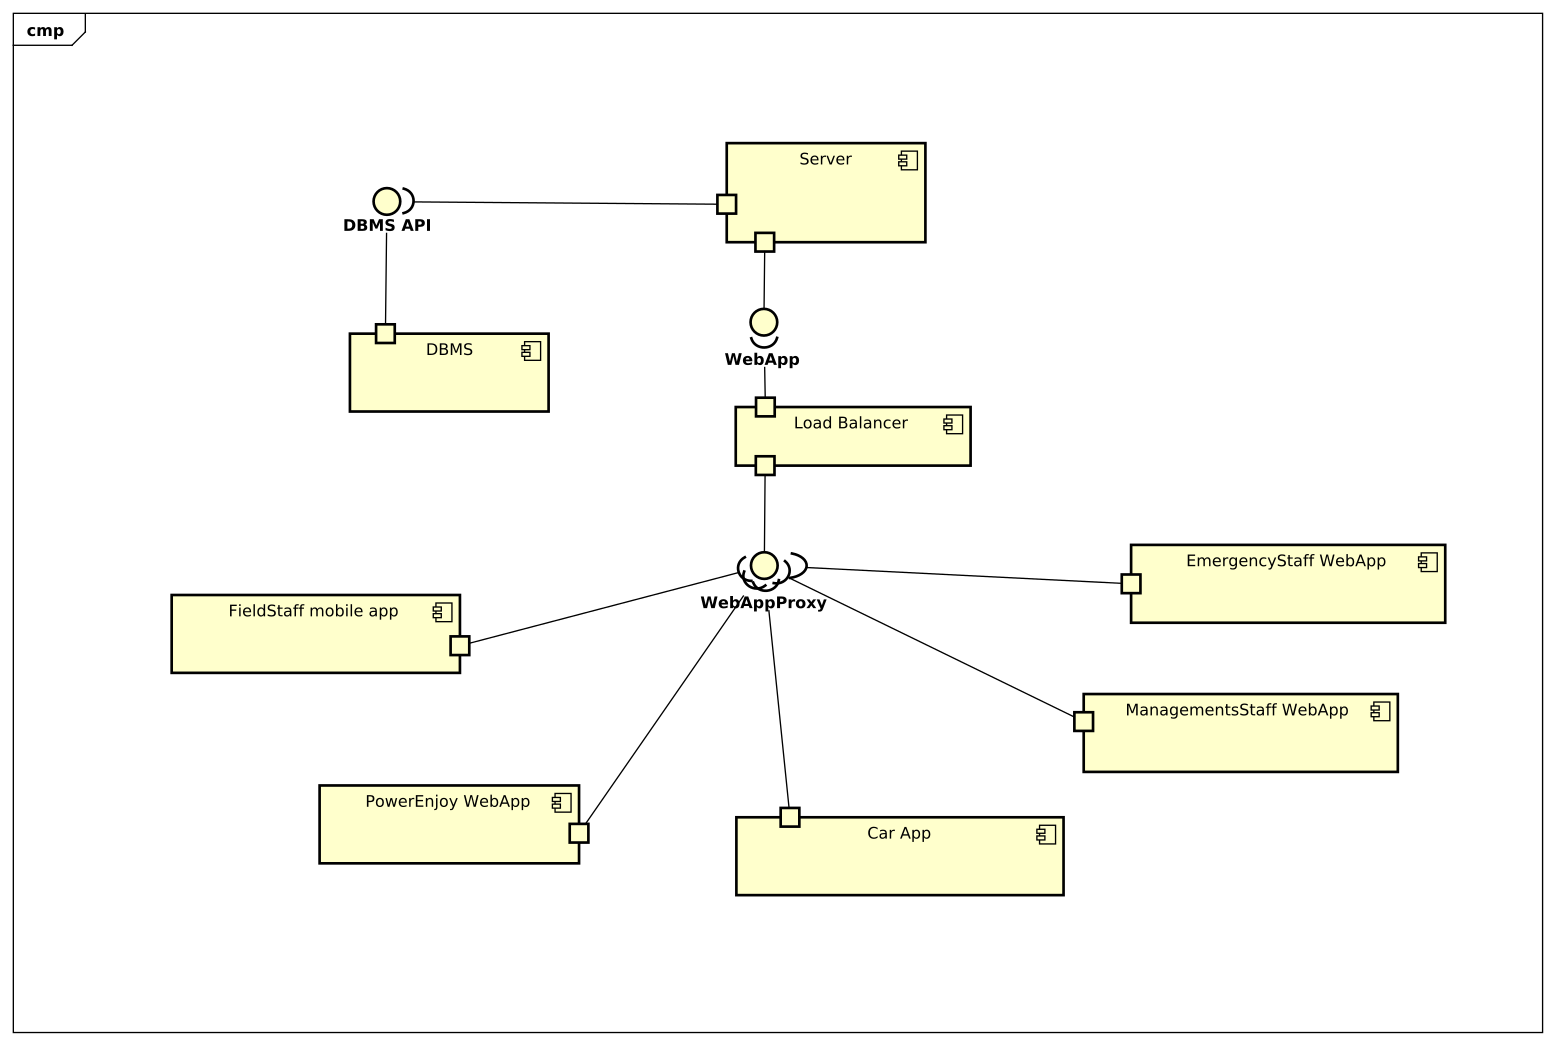 cmp
Server
DBMS API
DBMS
WebApp
Load Balancer
EmergencyStaff WebApp
WebAppProxy
FieldStaff mobile app
ManagementsStaff WebApp
PowerEnjoy WebApp
Car App